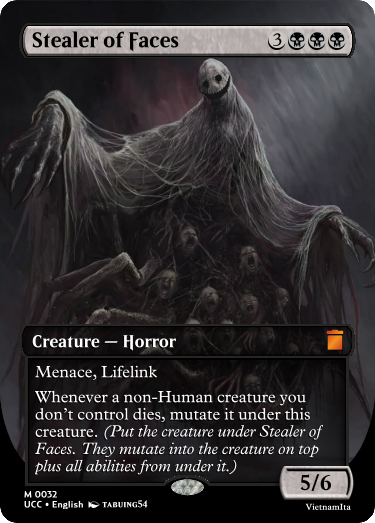 Stealer of Faces 3
Creature — Horror
Menace, Lifelink
Whenever a non-Human creature you
don't control dies, mutate it under this
creature. (Put the creature under Stealer of
Faces. They mutate into the creature on top
plus all abilities from under it.)
5/6
M 0032
UCC • English TABUING54
VietnamIta